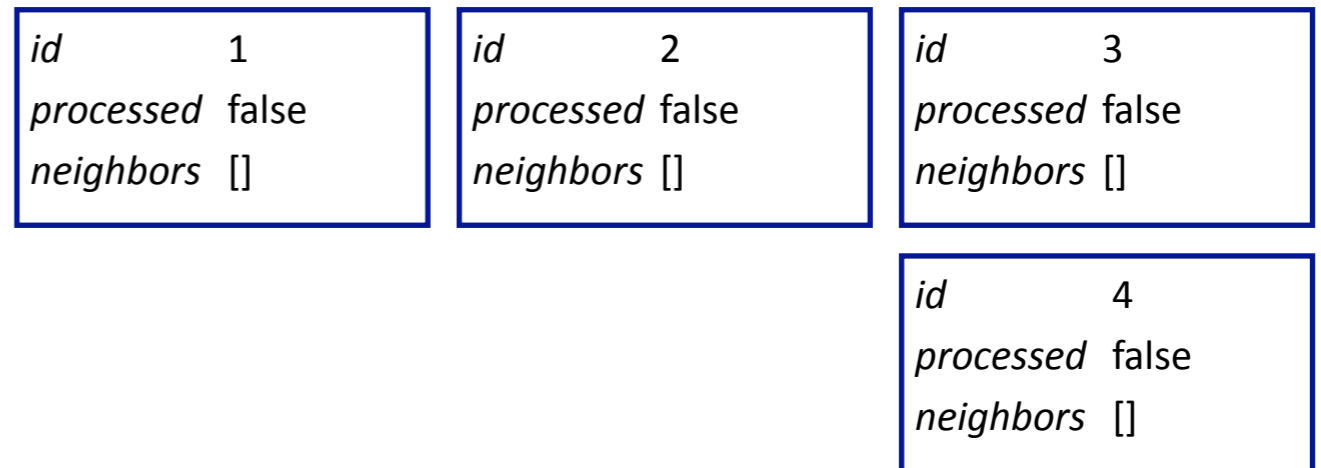 id 1
processed false
neighbors []
id 2
processed false
neighbors []
id 3
processed false
neighbors []
id 4
processed false
neighbors []